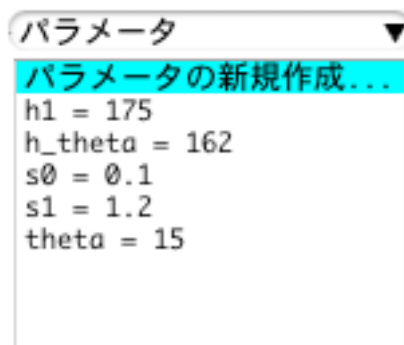 パラメータ
パラメータの新規作成...
h1 = 175
h_theta = 162
s0 = 0.1
s1 = 1.2
theta = 15